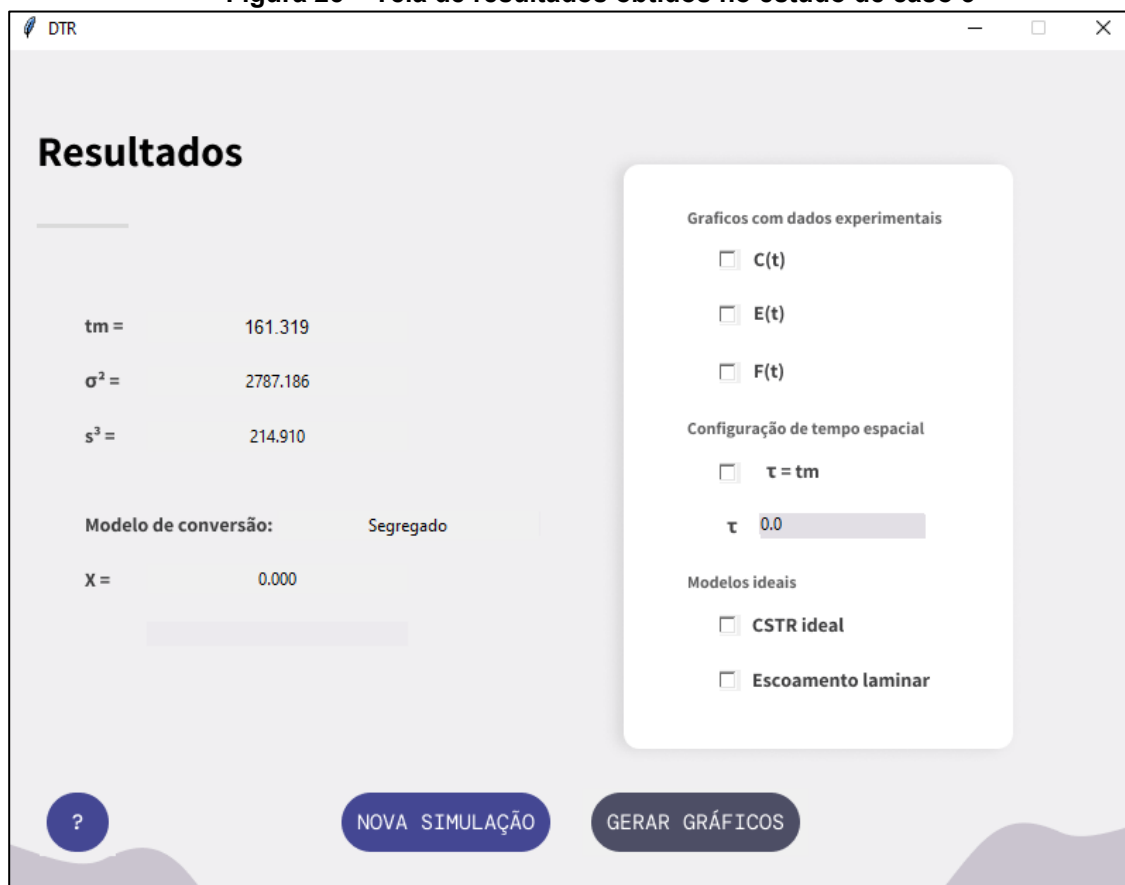 DTR
Resultados
tm = 161.319
σ² = 2787.186
s³ = 214.910
Modelo de conversão: Segregado
X = 0.000
Graficos com dados experimentais
C(t)
E(t)
F(t)
Configuração de tempo espacial
τ = tm
τ 0.0
Modelos ideais
CSTR ideal
Escoamento laminar
?
NOVA SIMULAÇÃO
GERAR GRÁFICOS